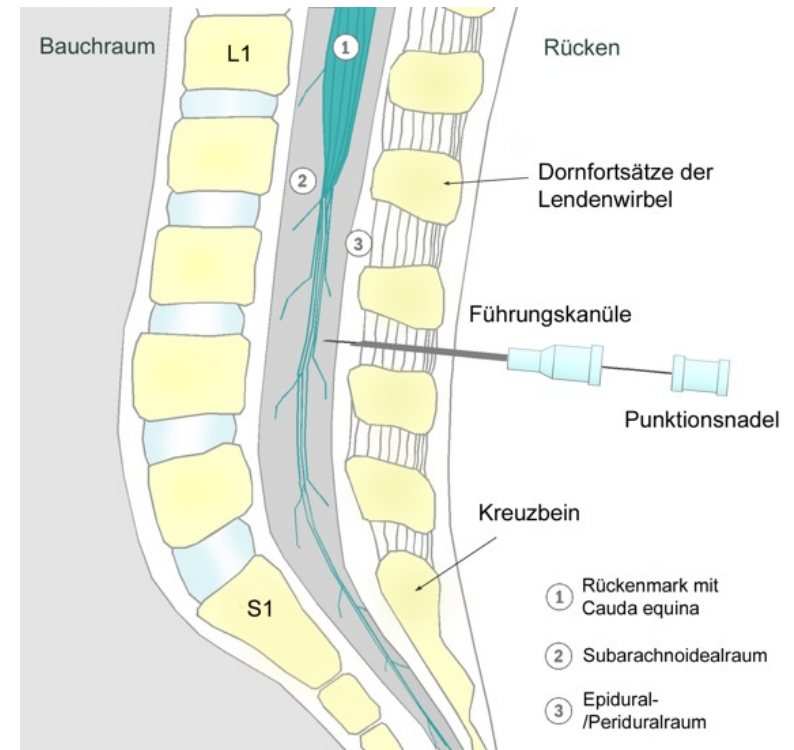 Bauchraum
L1
1
Rücken
2
Dornfortsätze der
Lendenwirbel
3
Führungskanüle
Punktionsnadel
Kreuzbein
S1
1 Rückenmark mit
Cauda equina
2 Subarachnoidealraum
3 Epidural-
/Periduralraum